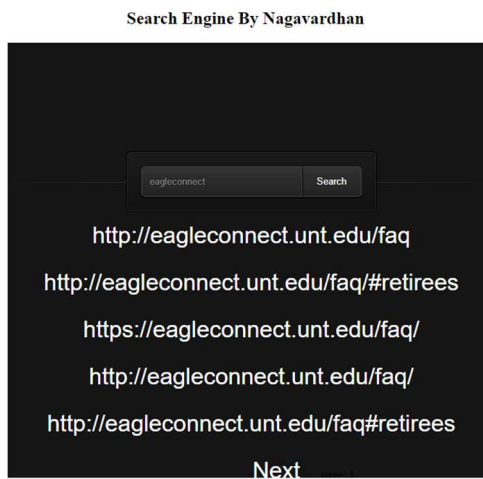 Search Engine By Nagavardhan
eagleconnect Search
http://eagleconnect.unt.edu/faq
http://eagleconnect.unt.edu/faq/#retirees
https://eagleconnect.unt.edu/faq/
http://eagleconnect.unt.edu/faq/
http://eagleconnect.unt.edu/faq#retirees
Next